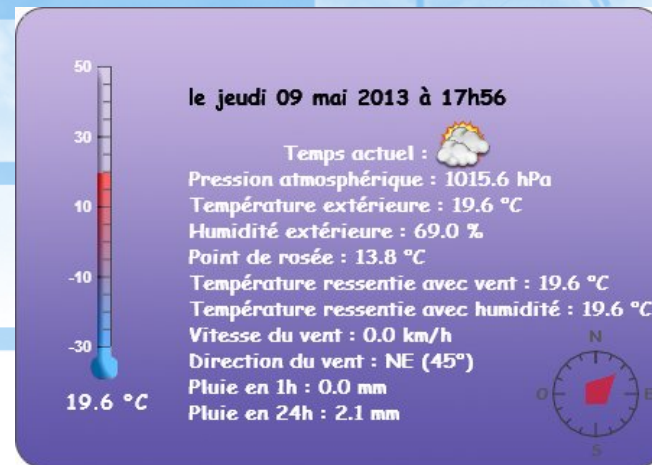 50
30
10
-10
-30
19.6 °C
le jeudi 09 mai 2013 à 17h56
Temps actuel :
Pression atmosphérique : 1015.6 hPa
Température extérieure : 19.6 °C
Humidité extérieure : 69.0 %
Point de rosée : 13.8 °C
Température ressentie avec vent : 19.6 °C
Température ressentie avec humidité : 19.6 °C
Vitesse du vent : 0.0 km/h
Direction du vent : NE (45°)
Pluie en 1h : 0.0 mm
Pluie en 24h : 2.1 mm
N
O
E
S